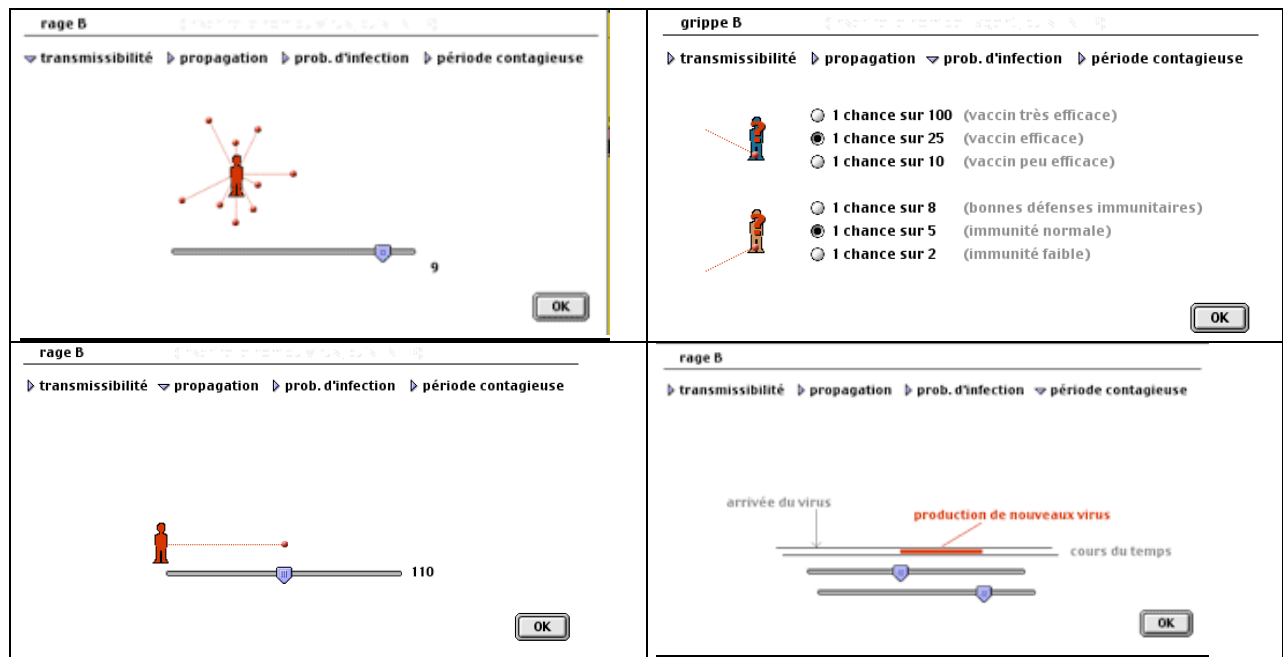 rage B
transmissibilité propagation prob. d'infection période contagieuse
9
OK
grippe B
transmissibilité propagation prob. d'infection période contagieuse
1 chance sur 100 (vaccin très efficace)
1 chance sur 25 (vaccin efficace)
1 chance sur 10 (vaccin peu efficace)
1 chance sur 8 (bonnes défenses immunitaires)
1 chance sur 5 (immunité normale)
1 chance sur 2 (immunité faible)
OK
rage B
transmissibilité propagation prob. d'infection période contagieuse
110
OK
rage B
transmissibilité propagation prob. d'infection période contagieuse
arrivée du virus
production de nouveaux virus
cours du temps
OK